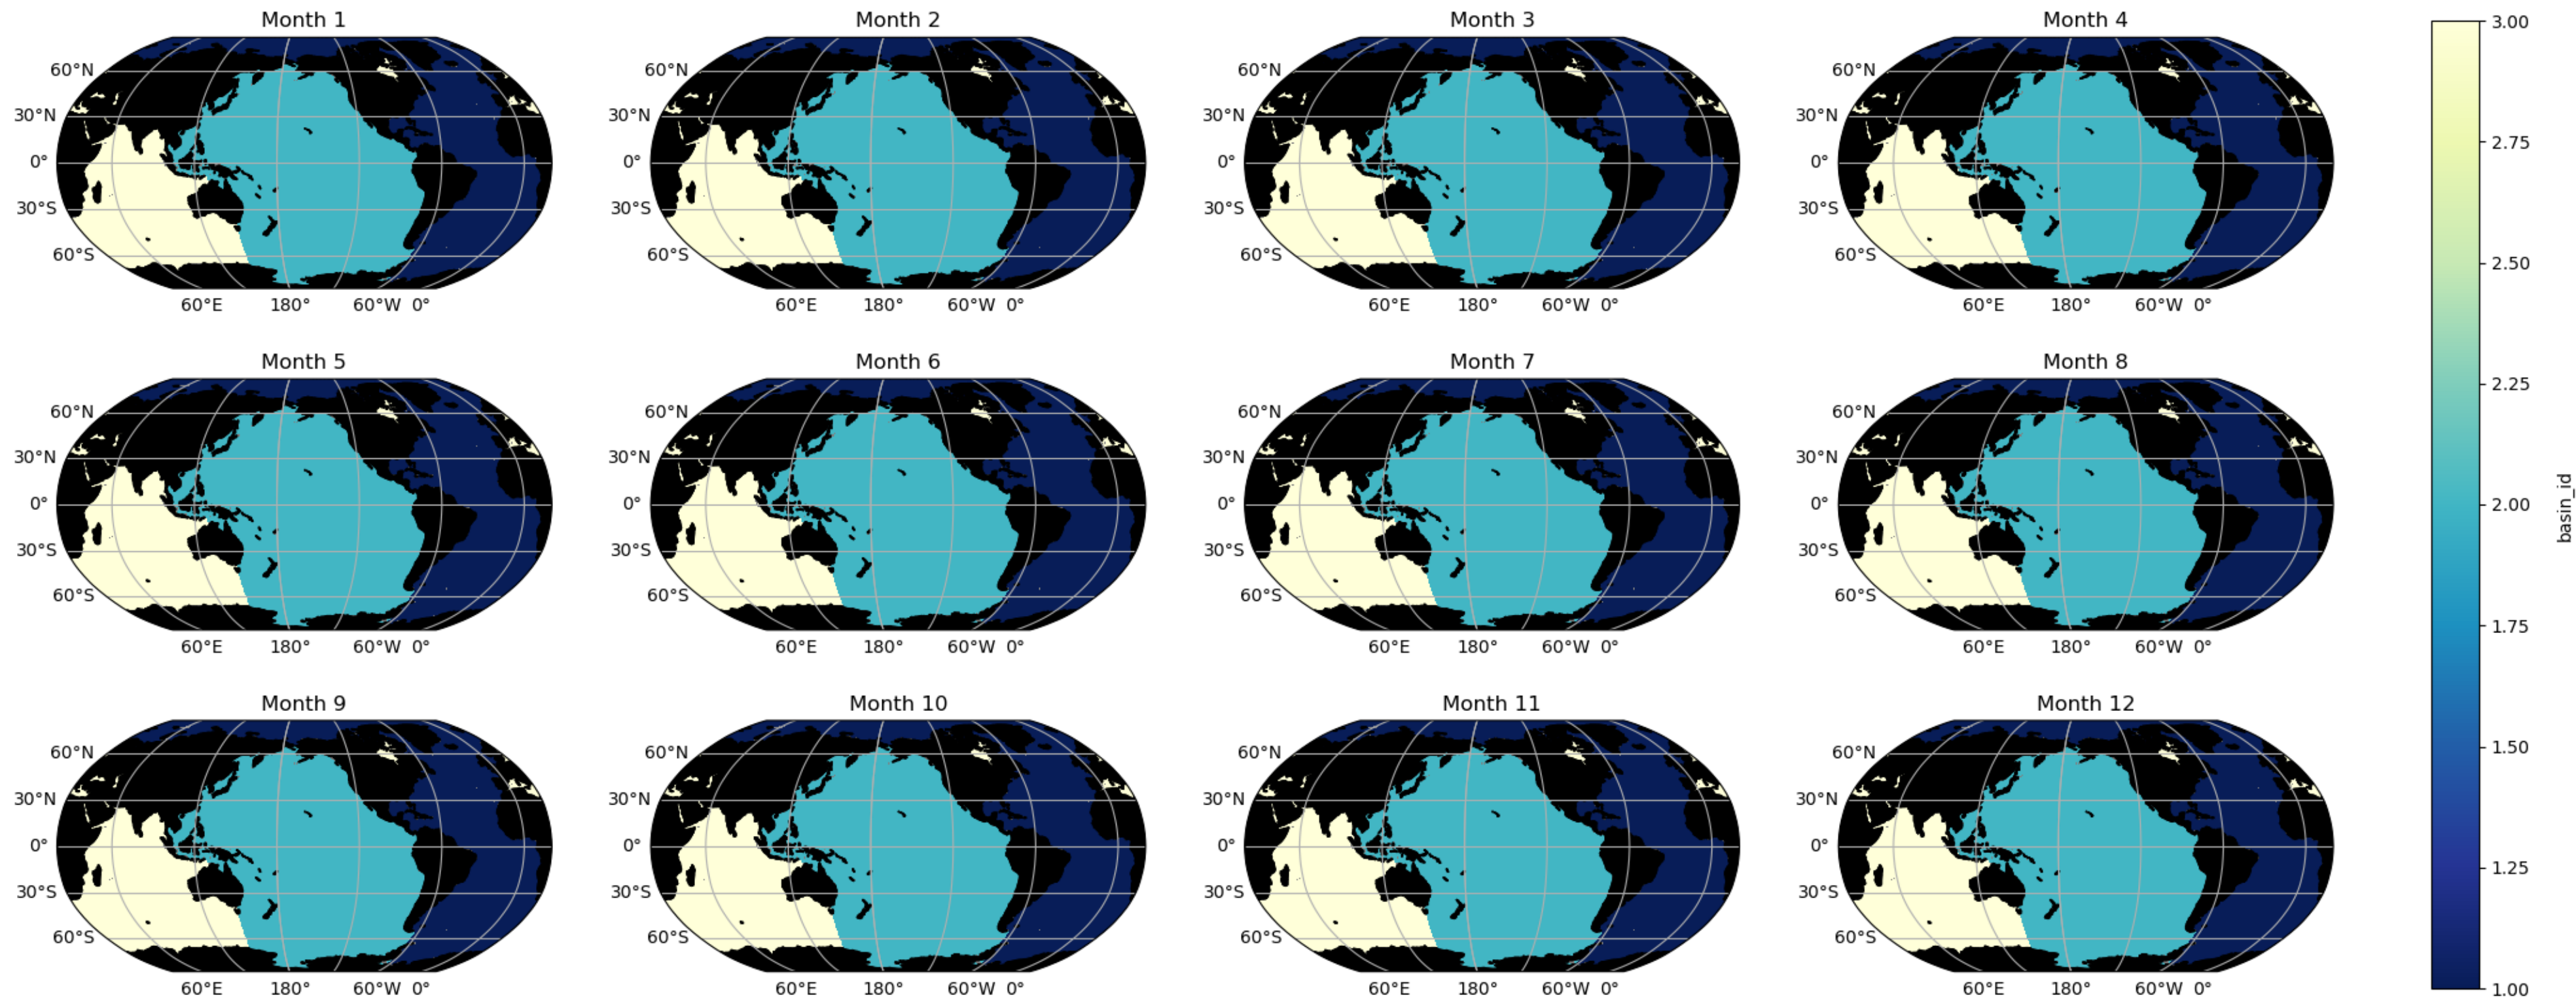 Month 1 Month 2 Month 3 Month 4
60°N 60°N 60°N 60°N
30°N 30°N 30°N 30°N
0° 0° 0° 0°
30°S 30°S 30°S 30°S
60°S 60°S 60°S 60°S
60°E 180° 60°W 0° 60°E 180° 60°W 0° 60°E 180° 60°W 0° 60°E 180° 60°W 0°
Month 5 Month 6 Month 7 Month 8
60°N 60°N 60°N 60°N
30°N 30°N 30°N 30°N
0° 0° 0° 0°
30°S 30°S 30°S 30°S
60°S 60°S 60°S 60°S
60°E 180° 60°W 0° 60°E 180° 60°W 0° 60°E 180° 60°W 0° 60°E 180° 60°W 0°
Month 9 Month 10 Month 11 Month 12
60°N 60°N 60°N 60°N
30°N 30°N 30°N 30°N
0° 0° 0° 0°
30°S 30°S 30°S 30°S
60°S 60°S 60°S 60°S
60°E 180° 60°W 0° 60°E 180° 60°W 0° 60°E 180° 60°W 0° 60°E 180° 60°W 0°
3.00
2.75
2.50
2.25
2.00
1.75
1.50
1.25
1.00
basin_id